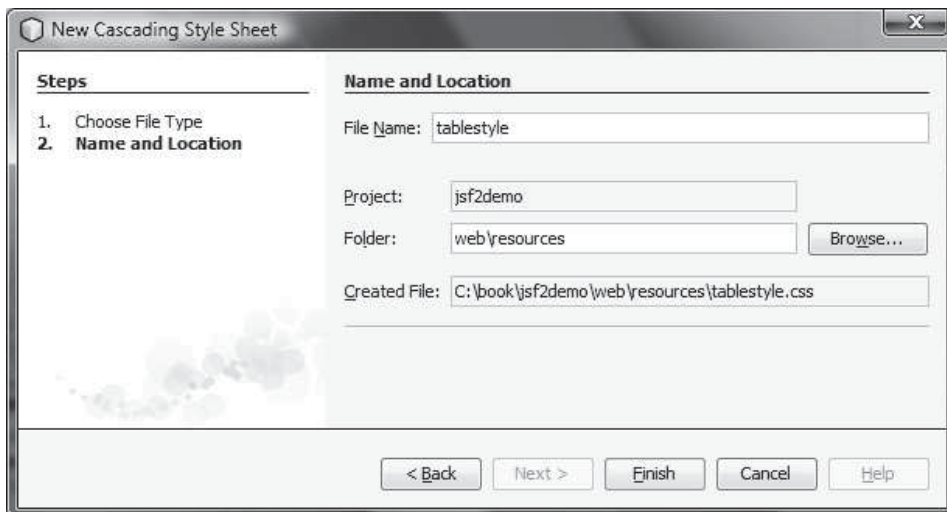 New Cascading Style Sheet
X
Steps
1. Choose File Type
2. Name and Location
Name and Location
File Name: tablestyle
Project: jsf2demo
Folder: web\resources Browse...
Created File: C:\book\jsf2demo\web\resources\tablestyle.css
< Back Next > Finish Cancel Help